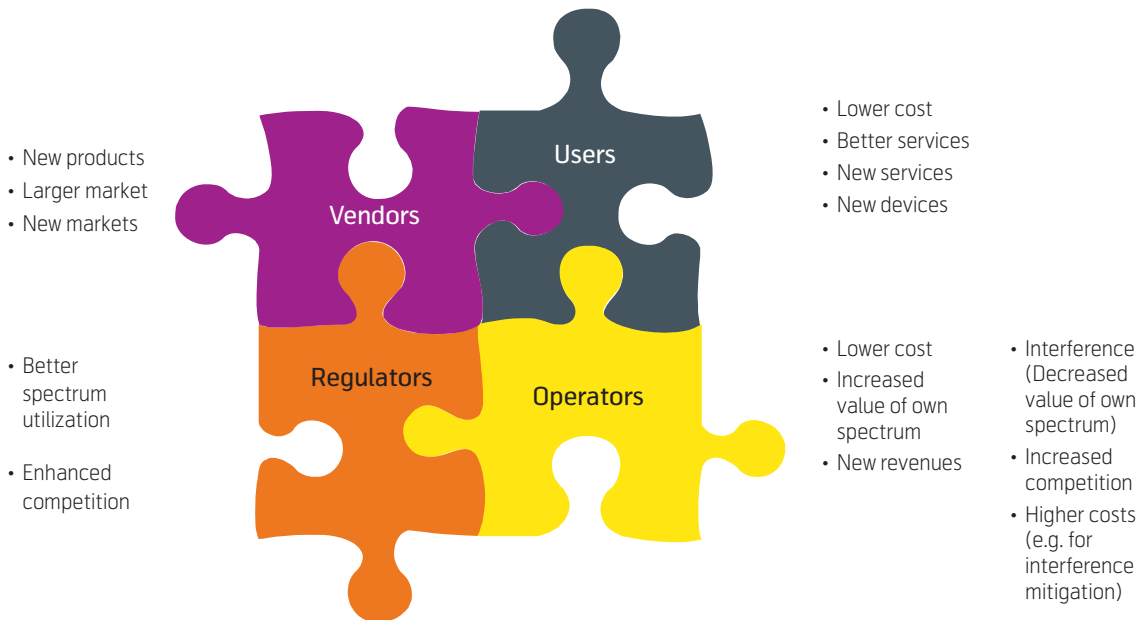 • New products
• Larger market
• New markets
Vendors
Users
• Lower cost
• Better services
• New services
• New devices
• Better
spectrum
utilization
• Enhanced
competition
Regulators
Operators
• Lower cost
• Increased
value of own
spectrum
• New revenues
• Interference
(Decreased
value of own
spectrum)
• Increased
competition
• Higher costs
(e.g. for
interference
mitigation)